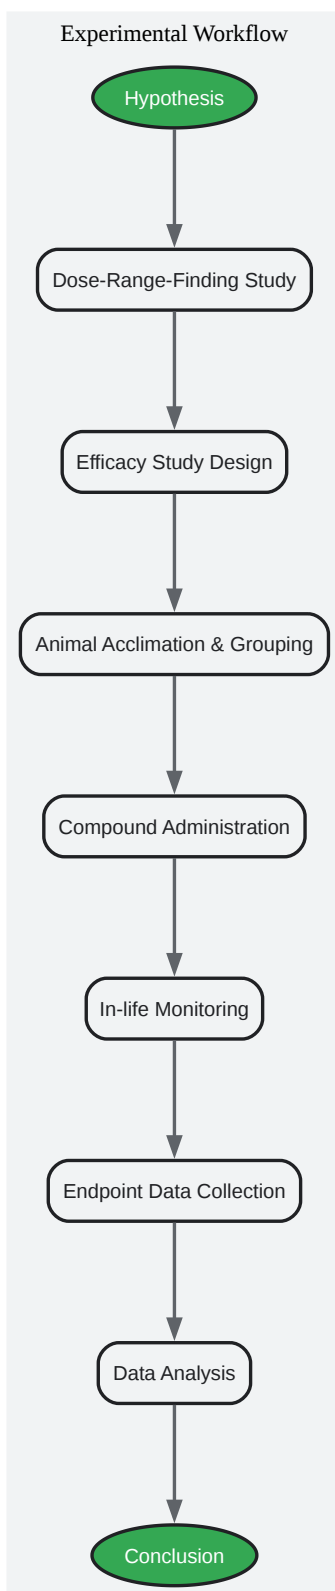 Experimental Workflow
Hypothesis
Dose-Range-Finding Study
Efficacy Study Design
Animal Acclimation & Grouping
Compound Administration
In-life Monitoring
Endpoint Data Collection
Data Analysis
Conclusion